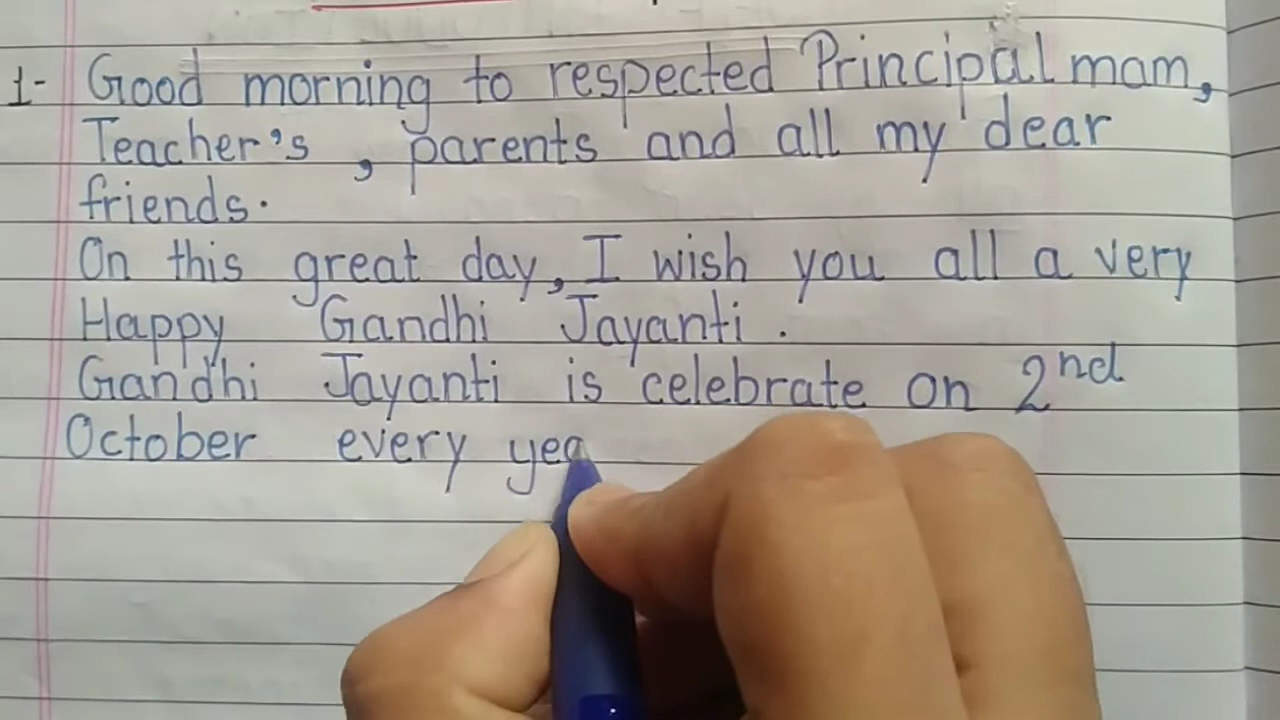 1- Good morning to respected Principal mam,
Teacher's , parents and all my dear
friends.
On this great day, I wish you all a very
Happy Gandhi Jayanti .
Gandhi Jayanti is celebrate on 2nd
October every yea